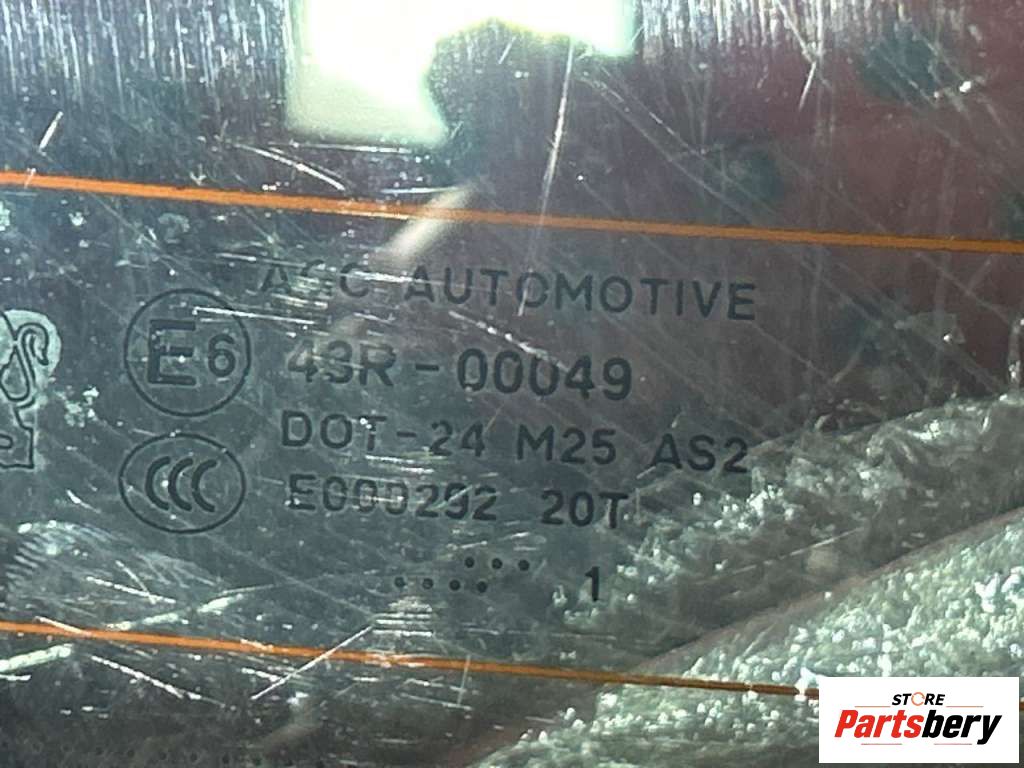 AGC AUTOMOTIVE
E6 43R-00049
DOT-24 M25 AS2
CCC E000292 20T
....... 1
STORE
Partsbery